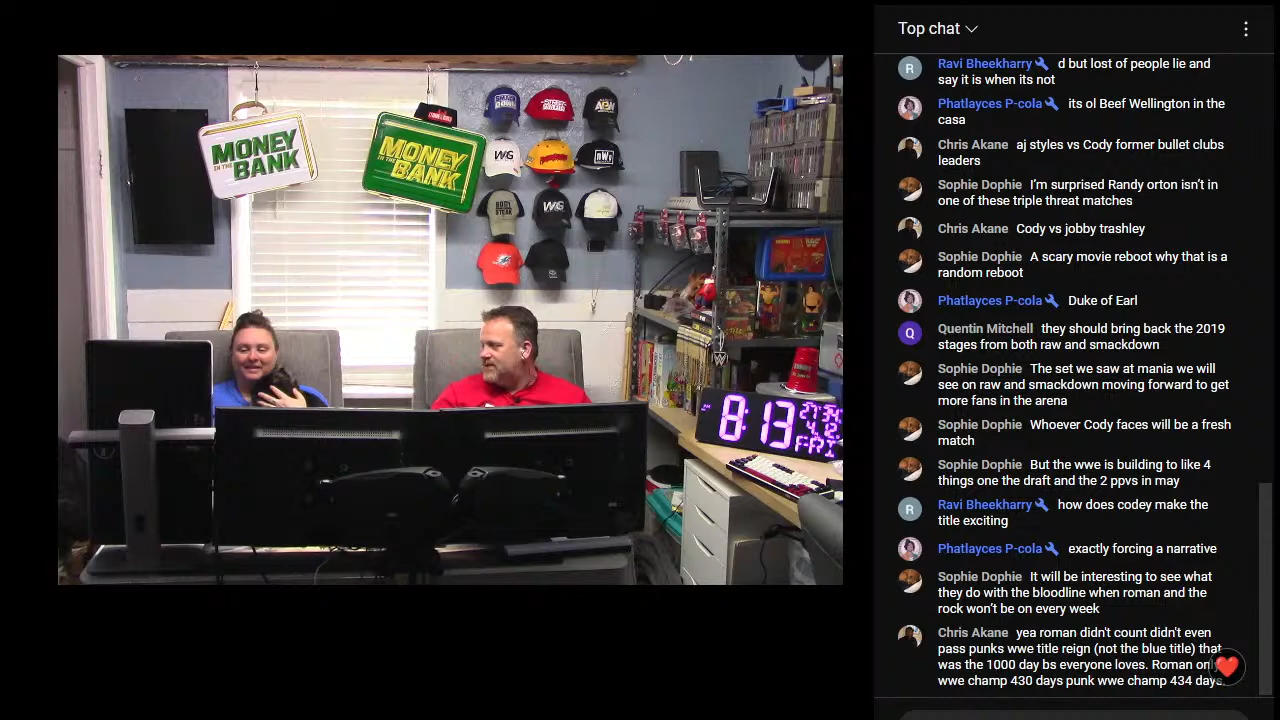 Top chat
Ravi Bheekharry d but lost of people lie and
say it is when its not
Phatlayces P-cola its ol Beef Wellington in the
casa
Chris Akane aj styles vs Cody former bullet clubs
leaders
Sophie Dophie I'm surprised Randy orton isn't in
one of these triple threat matches
Chris Akane Cody vs jobby trashley
Sophie Dophie A scary movie reboot why that is a
random reboot
Phatlayces P-cola Duke of Earl
Quentin Mitchell they should bring back the 2019
stages from both raw and smackdown
Sophie Dophie The set we saw at mania we will
see on raw and smackdown moving forward to get
more fans in the arena
Sophie Dophie Whoever Cody faces will be a fresh
match
Sophie Dophie But the wwe is building to like 4
things one the draft and the 2 ppvs in may
Ravi Bheekharry how does codey make the
title exciting
Phatlayces P-cola exactly forcing a narrative
Sophie Dophie It will be interesting to see what
they do with the bloodline when roman and the
rock won't be on every week
Chris Akane yea roman didn't count didn't even
pass punks wwe title reign (not the blue title) that
was the 1000 day bs everyone loves. Roman only
wwe champ 430 days punk wwe champ 434 days
R
R
Q
R
MONEY
IN THE
BANK
MONEY
IN THE
BANK
WG
nWo
BODY
STEAK
WG
8:13
FRI